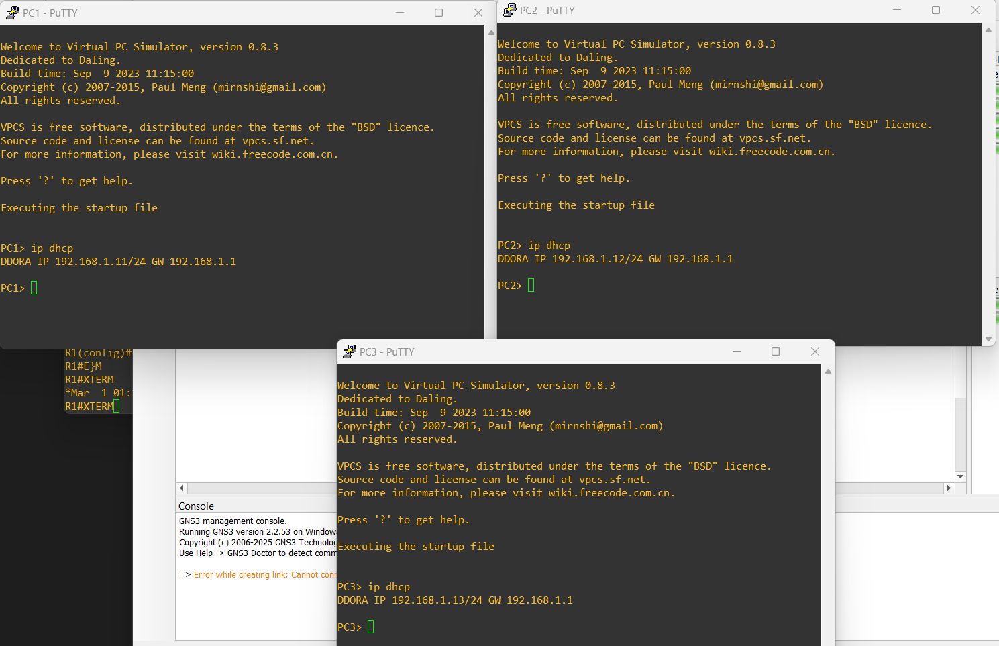 PC1 - PuTTY
Welcome to Virtual PC Simulator, version 0.8.3
Dedicated to Daling.
Build time: Sep  9 2023 11:15:00
Copyright (c) 2007-2015, Paul Meng (mirnshi@gmail.com)
All rights reserved.
VPCS is free software, distributed under the terms of the "BSD" licence.
Source code and license can be found at vpcs.sf.net.
For more information, please visit wiki.freecode.com.cn.
Press '?' to get help.
Executing the startup file
PC1> ip dhcp
DDORA IP 192.168.1.11/24 GW 192.168.1.1
PC1>
PC2 - PuTTY
Welcome to Virtual PC Simulator, version 0.8.3
Dedicated to Daling.
Build time: Sep  9 2023 11:15:00
Copyright (c) 2007-2015, Paul Meng (mirnshi@gmail.com)
All rights reserved.
VPCS is free software, distributed under the terms of the "BSD" licence.
Source code and license can be found at vpcs.sf.net.
For more information, please visit wiki.freecode.com.cn.
Press '?' to get help.
Executing the startup file
PC2> ip dhcp
DDORA IP 192.168.1.12/24 GW 192.168.1.1
PC2>
R1(config)#
R1#E}M
R1#XTERM
*Mar  1 01:
R1#XTERM
Console
GNS3 management console.
Running GNS3 version 2.2.53 on Window
Copyright (c) 2006-2025 GNS3 Technolog
Use Help -> GNS3 Doctor to detect comm
=> Error while creating link: Cannot conn
PC3 - PuTTY
Welcome to Virtual PC Simulator, version 0.8.3
Dedicated to Daling.
Build time: Sep  9 2023 11:15:00
Copyright (c) 2007-2015, Paul Meng (mirnshi@gmail.com)
All rights reserved.
VPCS is free software, distributed under the terms of the "BSD" licence.
Source code and license can be found at vpcs.sf.net.
For more information, please visit wiki.freecode.com.cn.
Press '?' to get help.
Executing the startup file
PC3> ip dhcp
DDORA IP 192.168.1.13/24 GW 192.168.1.1
PC3>